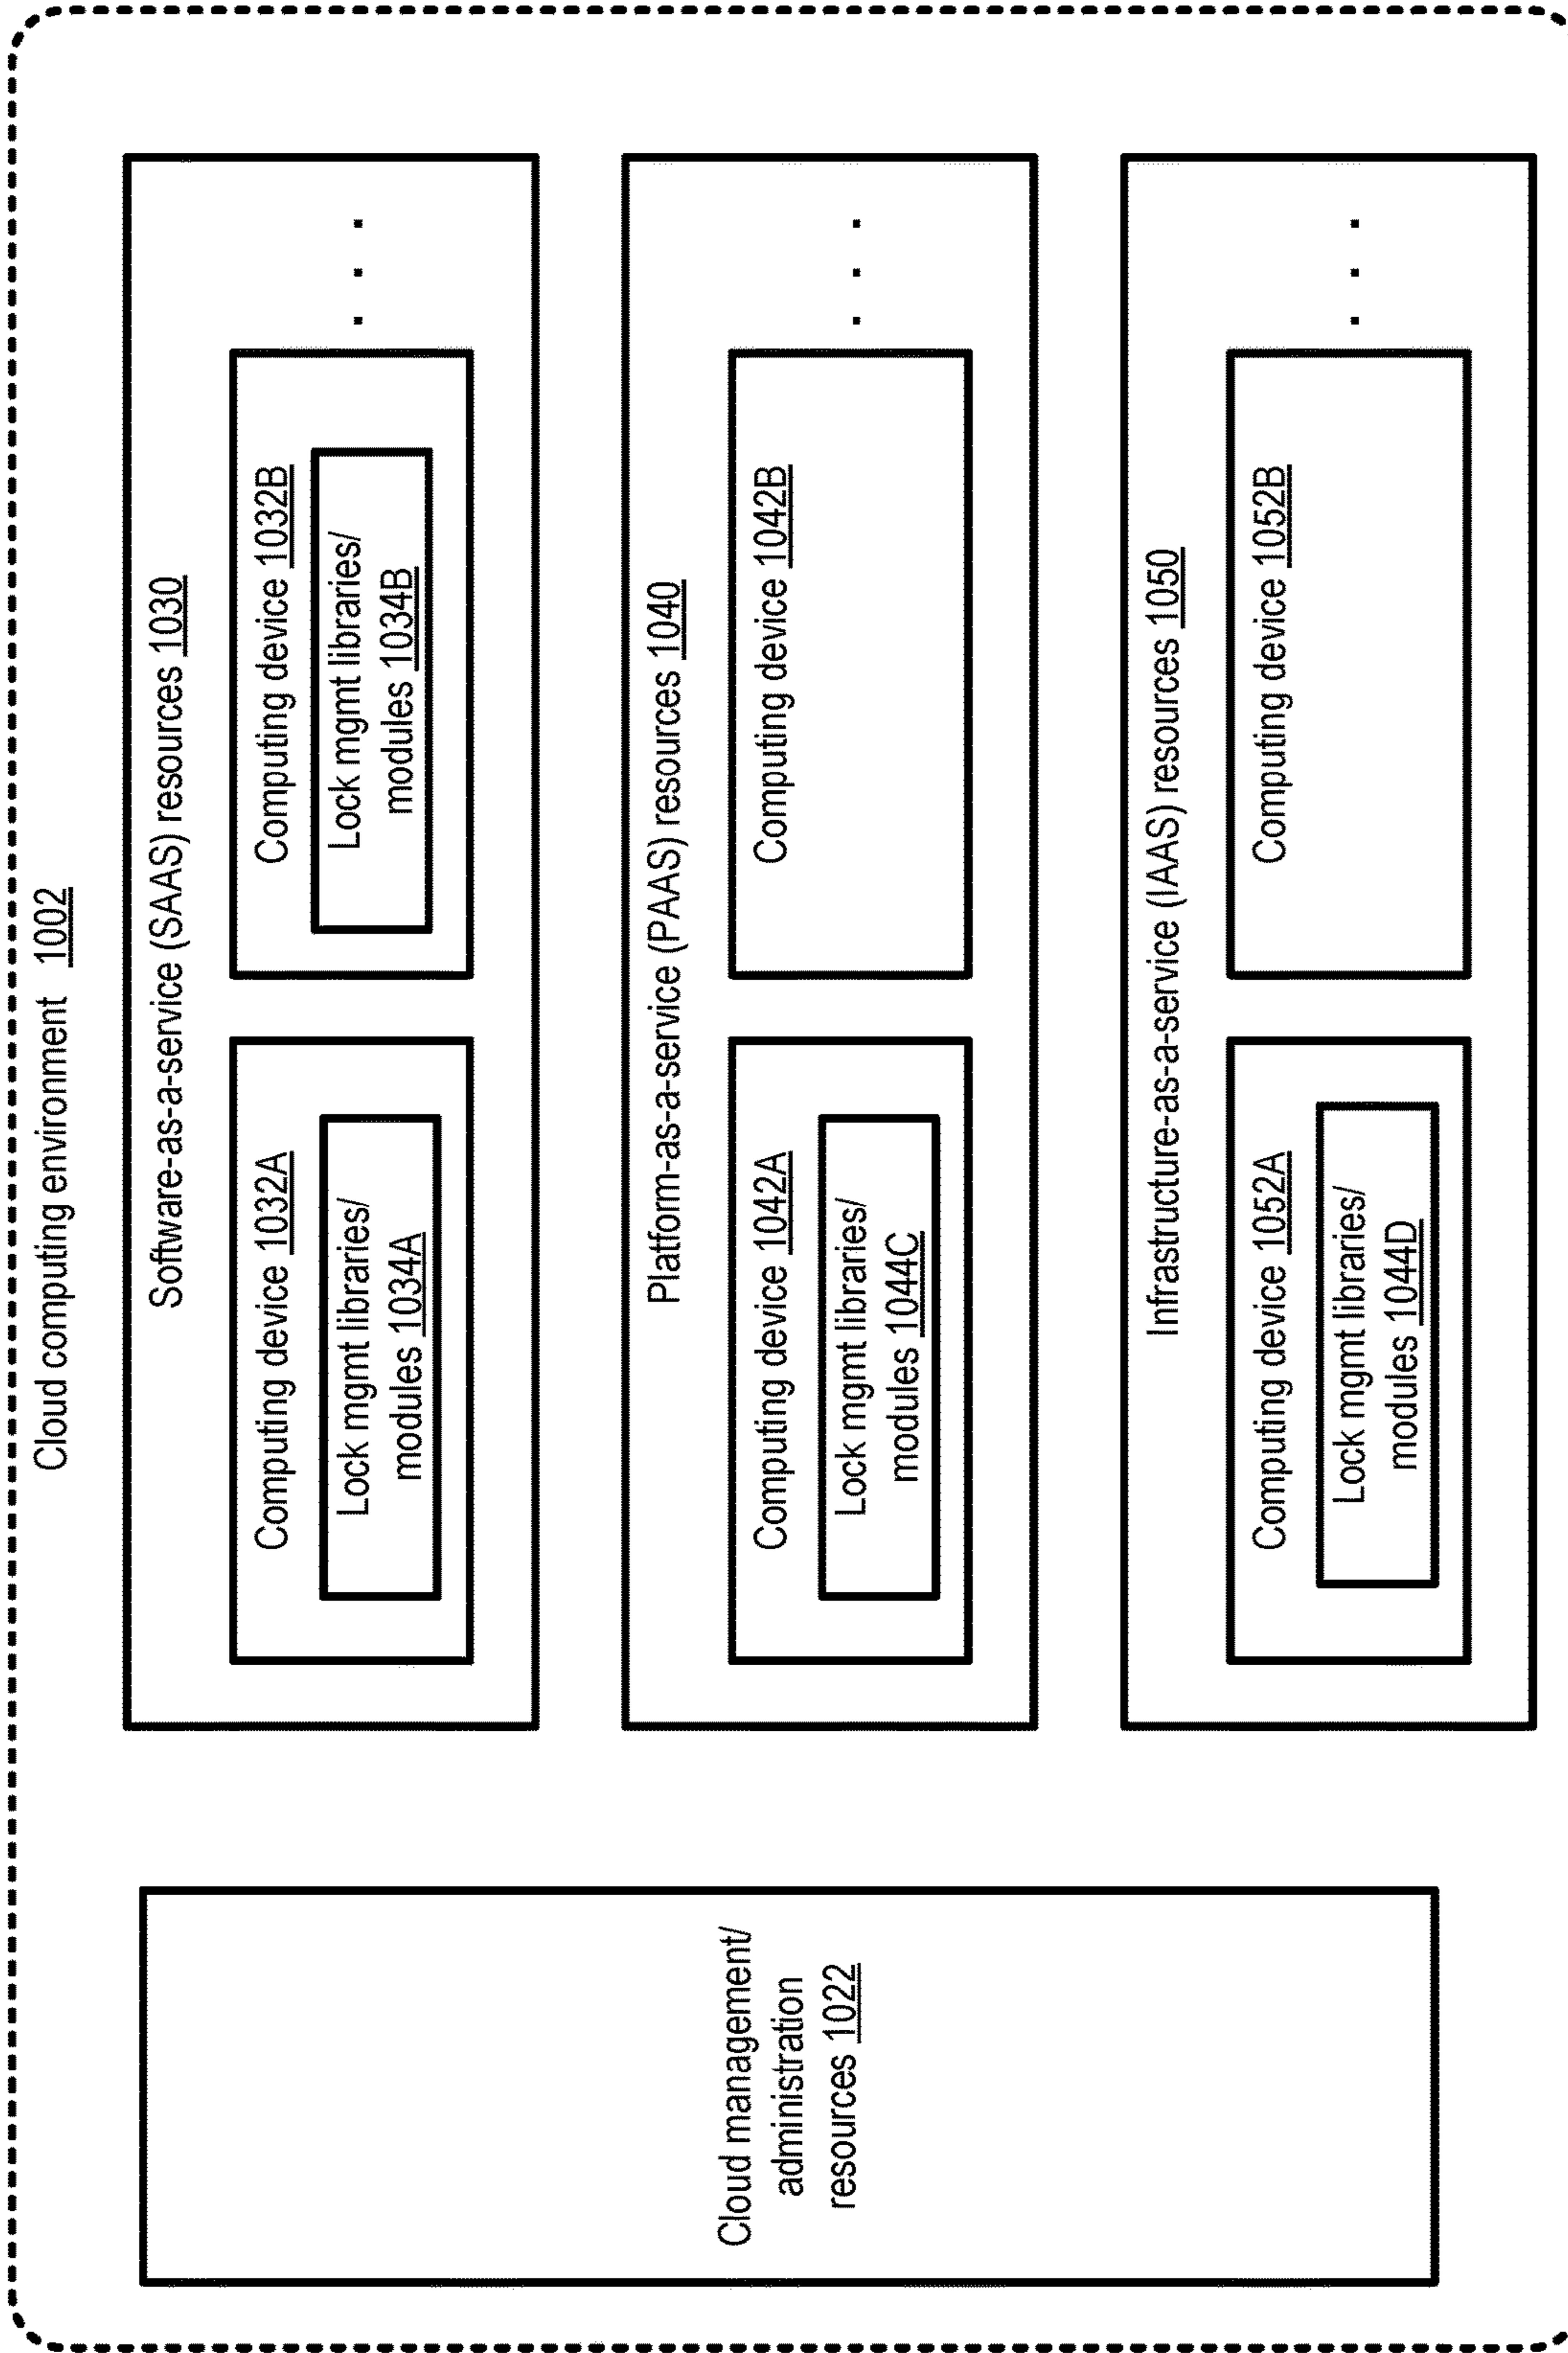 Cloud computing environment 1002
Cloud management/
administration
resources 1022
Software-as-a-service (SAAS) resources 1030
Computing device 1032A
Lock mgmt libraries/
modules 1034A
Computing device 1032B
Lock mgmt libraries/
modules 1034B
. . .
Platform-as-a-service (PAAS) resources 1040
Computing device 1042A
Lock mgmt libraries/
modules 1044C
Computing device 1042B
. . .
Infrastructure-as-a-service (IAAS) resources 1050
Computing device 1052A
Lock mgmt libraries/
modules 1044D
Computing device 1052B
. . .